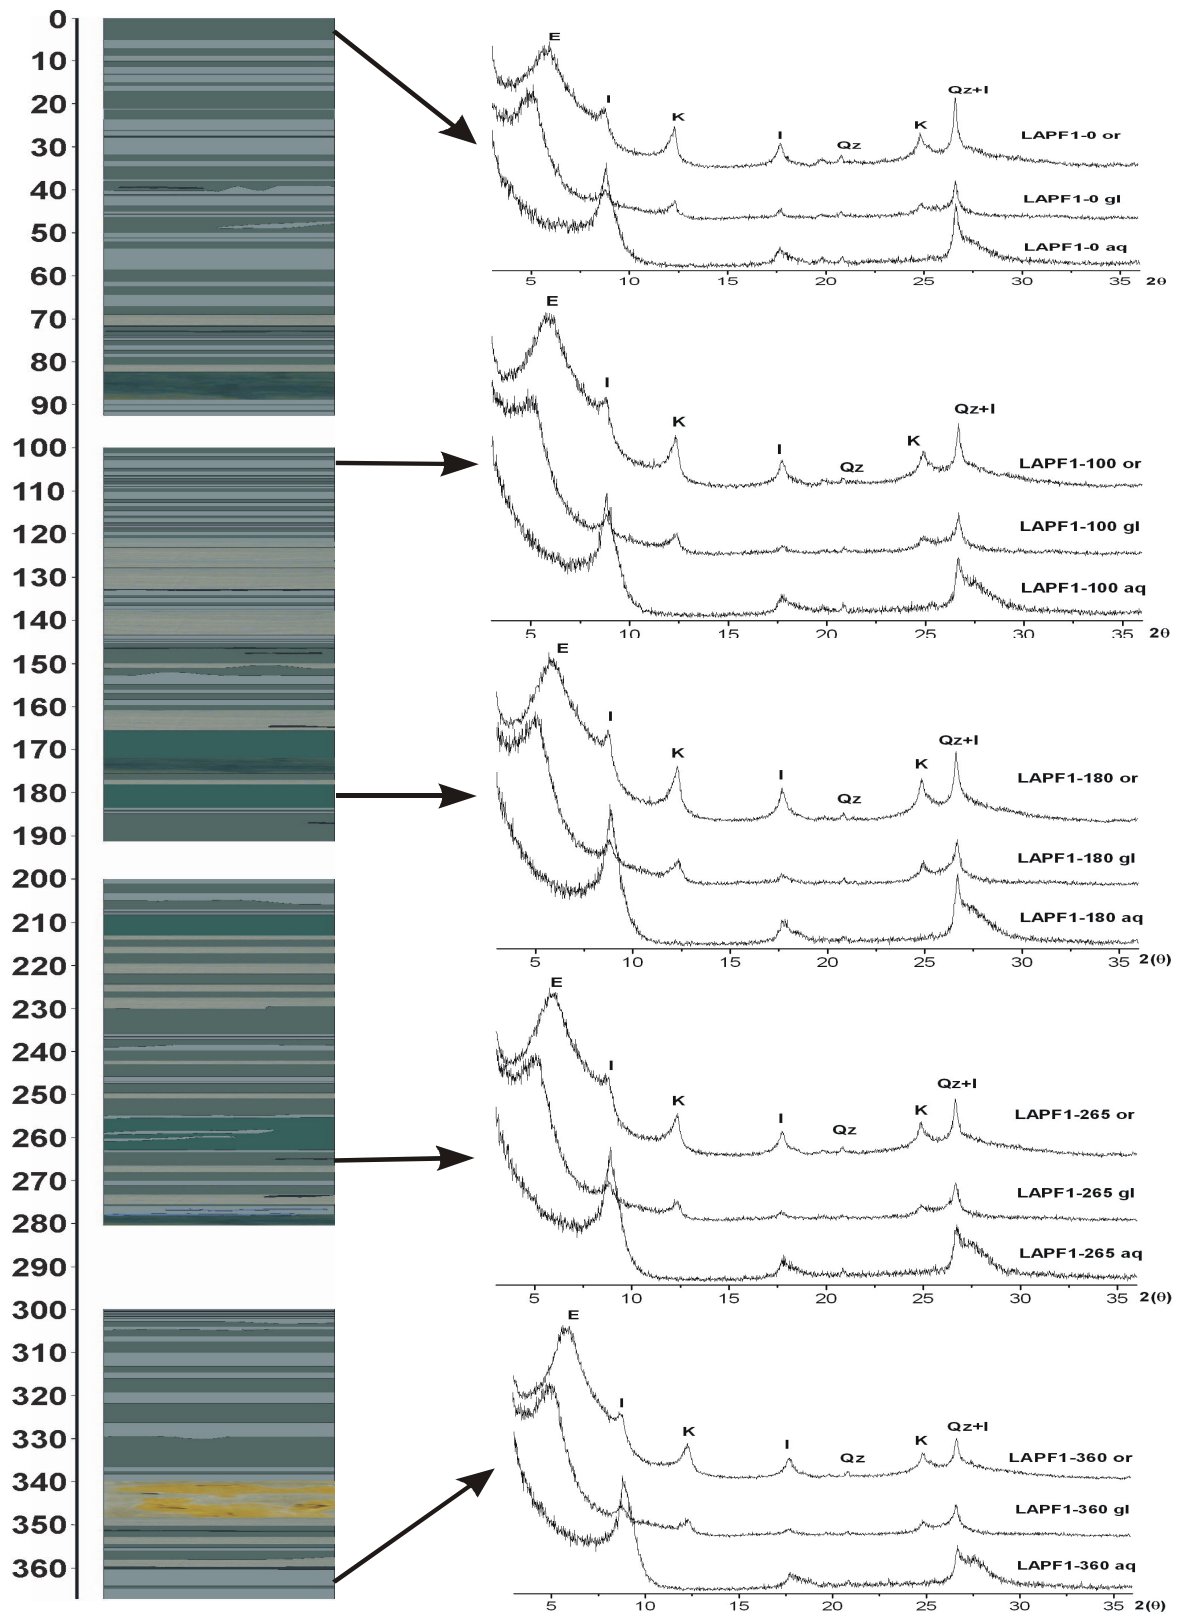 0
10
20
30
40
50
60
70
80
90
100
110
120
130
140
150
160
170
180
190
200
210
220
230
240
250
260
270
280
290
300
310
320
330
340
350
360
E
I
K
I
Qz
K
Qz+I
LAPF1-0 or
LAPF1-0 gl
LAPF1-0 aq
5 10 15 20 25 30 35 2θ
E
I
K
I
Qz
K
Qz+I
LAPF1-100 or
LAPF1-100 gl
LAPF1-100 aq
5 10 15 20 25 30 35 2θ
E
I
K
I
Qz
K
Qz+I
LAPF1-180 or
LAPF1-180 gl
LAPF1-180 aq
5 10 15 20 25 30 35 2(θ)
E
I
K
I
Qz
K
Qz+I
LAPF1-265 or
LAPF1-265 gl
LAPF1-265 aq
5 10 15 20 25 30 35 2(θ)
E
I
K
I
Qz
K
Qz+I
LAPF1-360 or
LAPF1-360 gl
LAPF1-360 aq
5 10 15 20 25 30 35 2(θ)